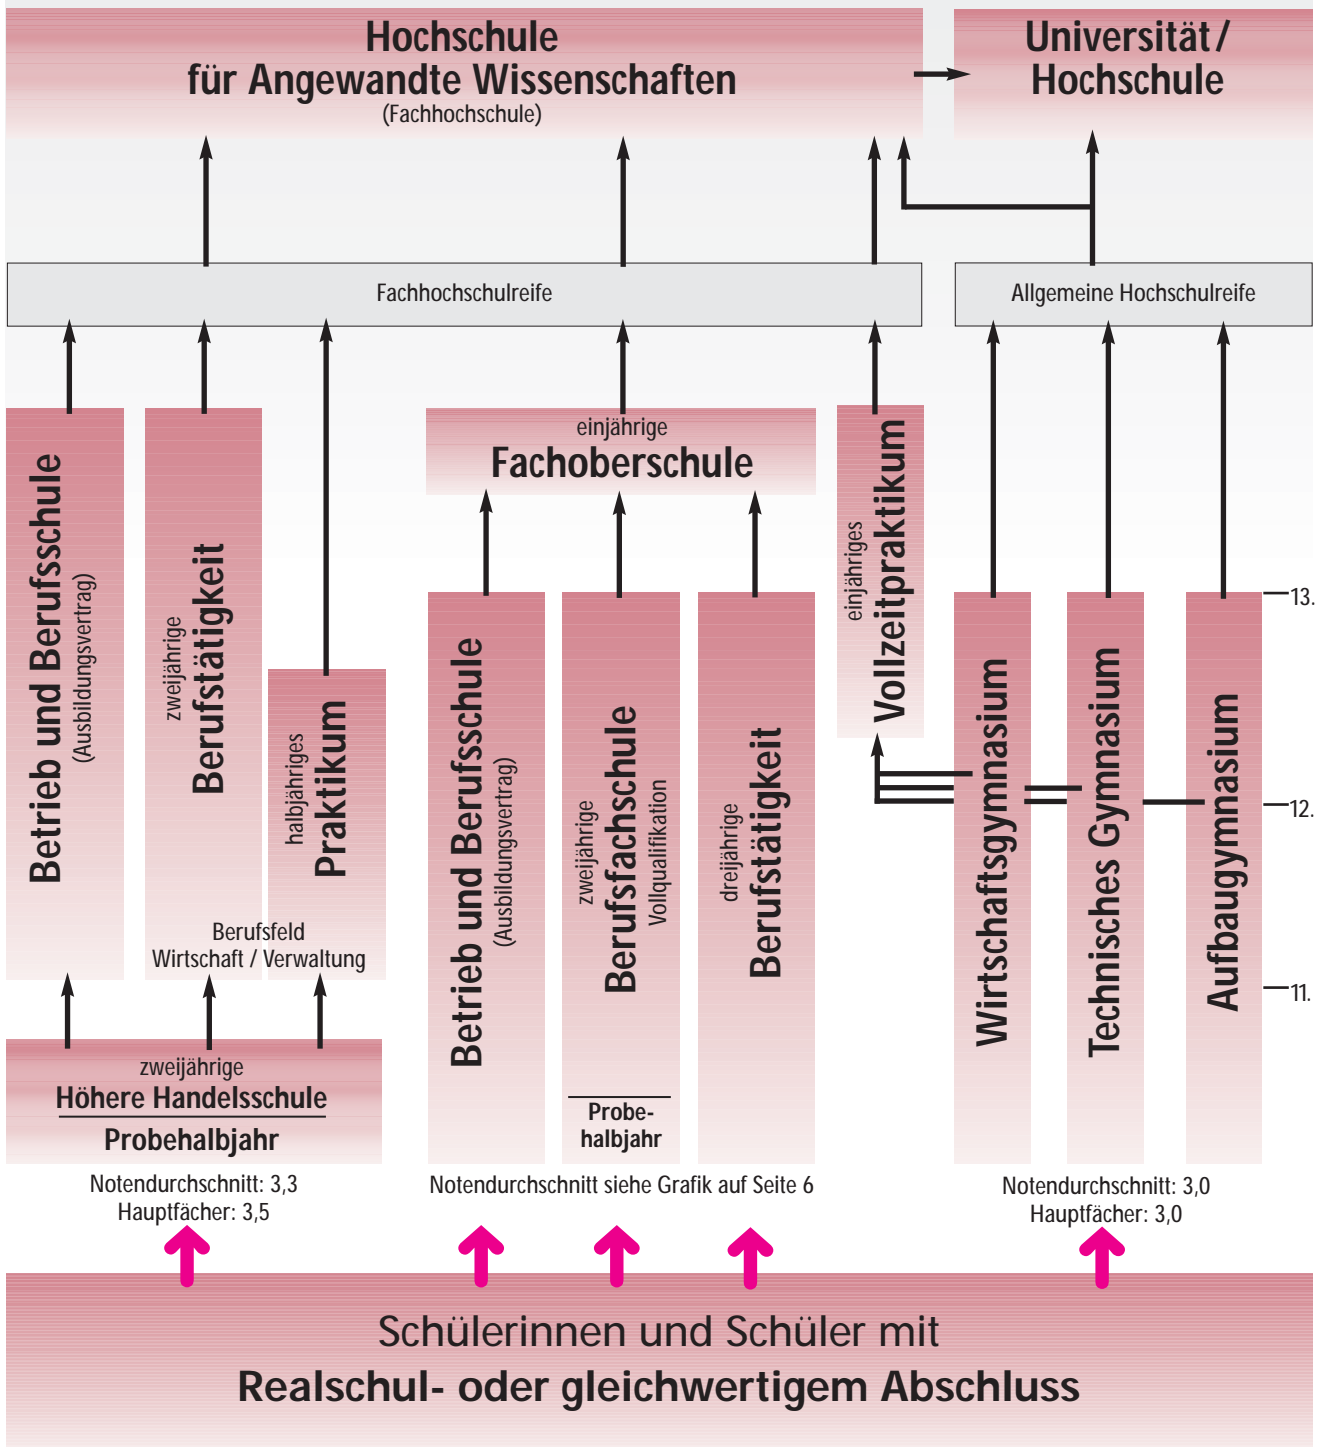 Hochschule
für Angewandte Wissenschaften
(Fachhochschule)
Universität/
Hochschule
Fachhochschulreife
Allgemeine Hochschulreife
Betrieb und Berufsschule
(Ausbildungsvertrag)
zweijährige
Berufstätigkeit
halbjähriges
Praktikum
Berufsfeld
Wirtschaft / Verwaltung
zweijährige
Höhere Handelsschule
Probehalbjahr
Notendurchschnitt: 3,3
Hauptfächer: 3,5
einjährige
Fachoberschule
Betrieb und Berufsschule
(Ausbildungsvertrag)
zweijährige
Berufsfachschule
Vollqualifikation
Probe-
halbjahr
dreijährige
Berufstätigkeit
Notendurchschnitt siehe Grafik auf Seite 6
einjähriges
Vollzeitpraktikum
Wirtschaftsgymnasium
Technisches Gymnasium
Aufbaugymnasium
13.
12.
11.
Notendurchschnitt: 3,0
Hauptfächer: 3,0
Schülerinnen und Schüler mit
Realschul- oder gleichwertigem Abschluss